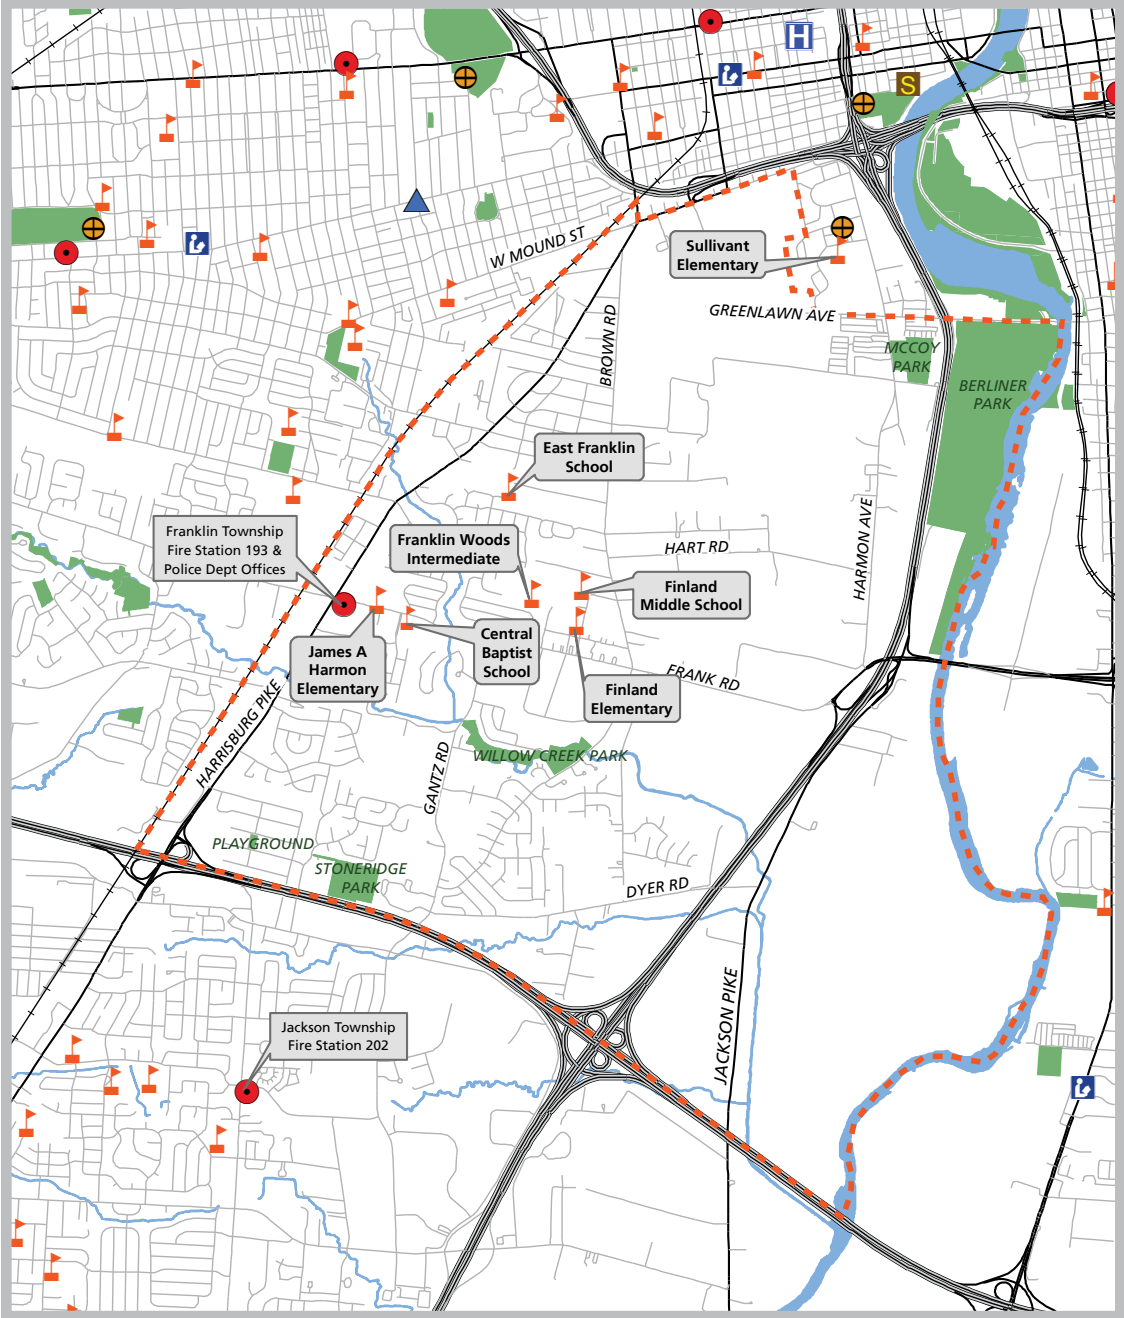 H
S
W MOUND ST
Sullivant
Elementary
GREENLAWN AVE
BROWN RD
MCCOY
PARK
BERLINER
PARK
East Franklin
School
Franklin Township
Fire Station 193 &
Police Dept Offices
Franklin Woods
Intermediate
HART RD
HARMON AVE
Finland
Middle School
James A
Harmon
Elementary
Central
Baptist
School
FRANK RD
Finland
Elementary
HARRISBURG PIKE
GANTZ RD
WILLOW CREEK PARK
PLAYGROUND
STONERIDGE
PARK
DYER RD
JACKSON PIKE
Jackson Township
Fire Station 202